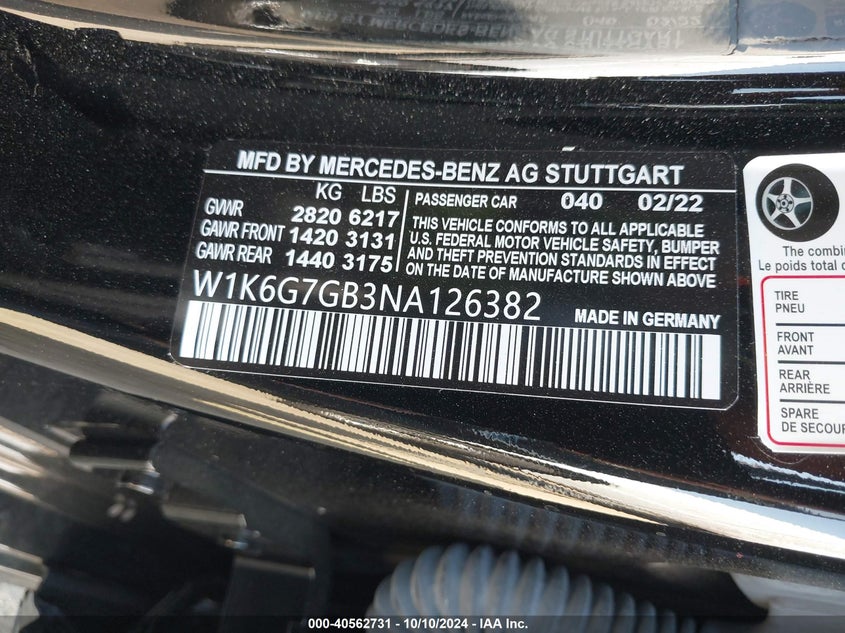 MFD BY MERCEDES-BENZ AG STUTTGART
KG LBS
GVWR 2820 6217
GAWR FRONT 1420 3131
GAWR REAR 1440 3175
PASSENGER CAR 040 02/22
THIS VEHICLE CONFORMS TO ALL APPLICABLE
U.S. FEDERAL MOTOR VEHICLE SAFETY, BUMPER
AND THEFT PREVENTION STANDARDS IN EFFECT
ON THE DATE OF MANUFACTURE SHOWN ABOVE.
W1K6G7GB3NA126382
MADE IN GERMANY
The combin
Le poids total c
TIRE
PNEU
FRONT
AVANT
REAR
ARRIÈRE
SPARE
DE SECOUR
000-40562731 - 10/10/2024 - IAA Inc.